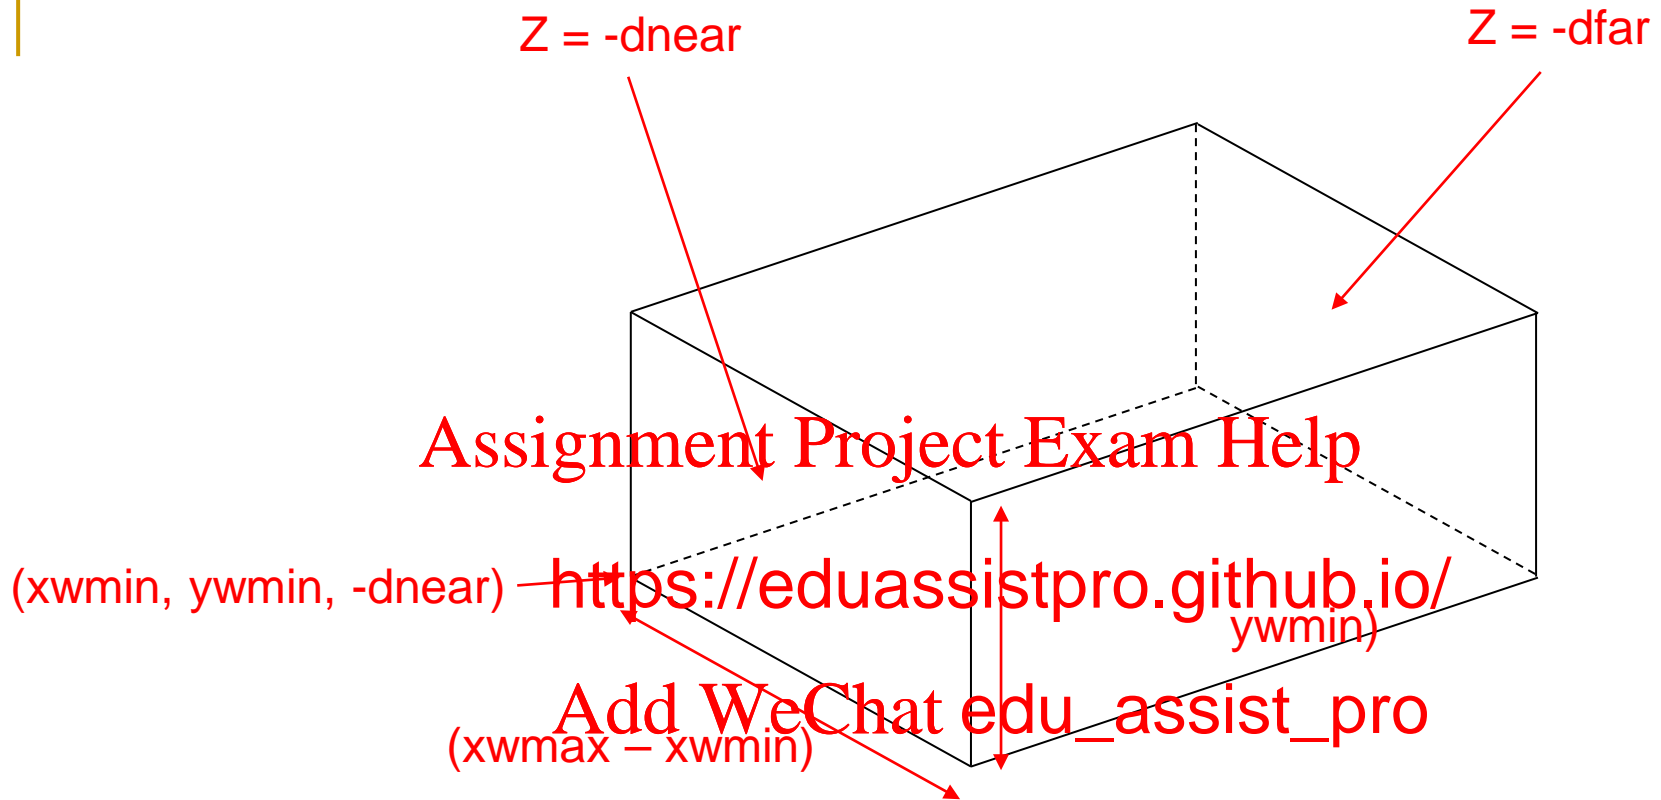 Z = -dnear
Z = -dfar
Assignment Project Exam Help
(xwmin, ywmin, -dnear)
https://eduassistpro.github.io/
ywmin)
Add WeChat edu_assist_pro
(xwmax – xwmin)